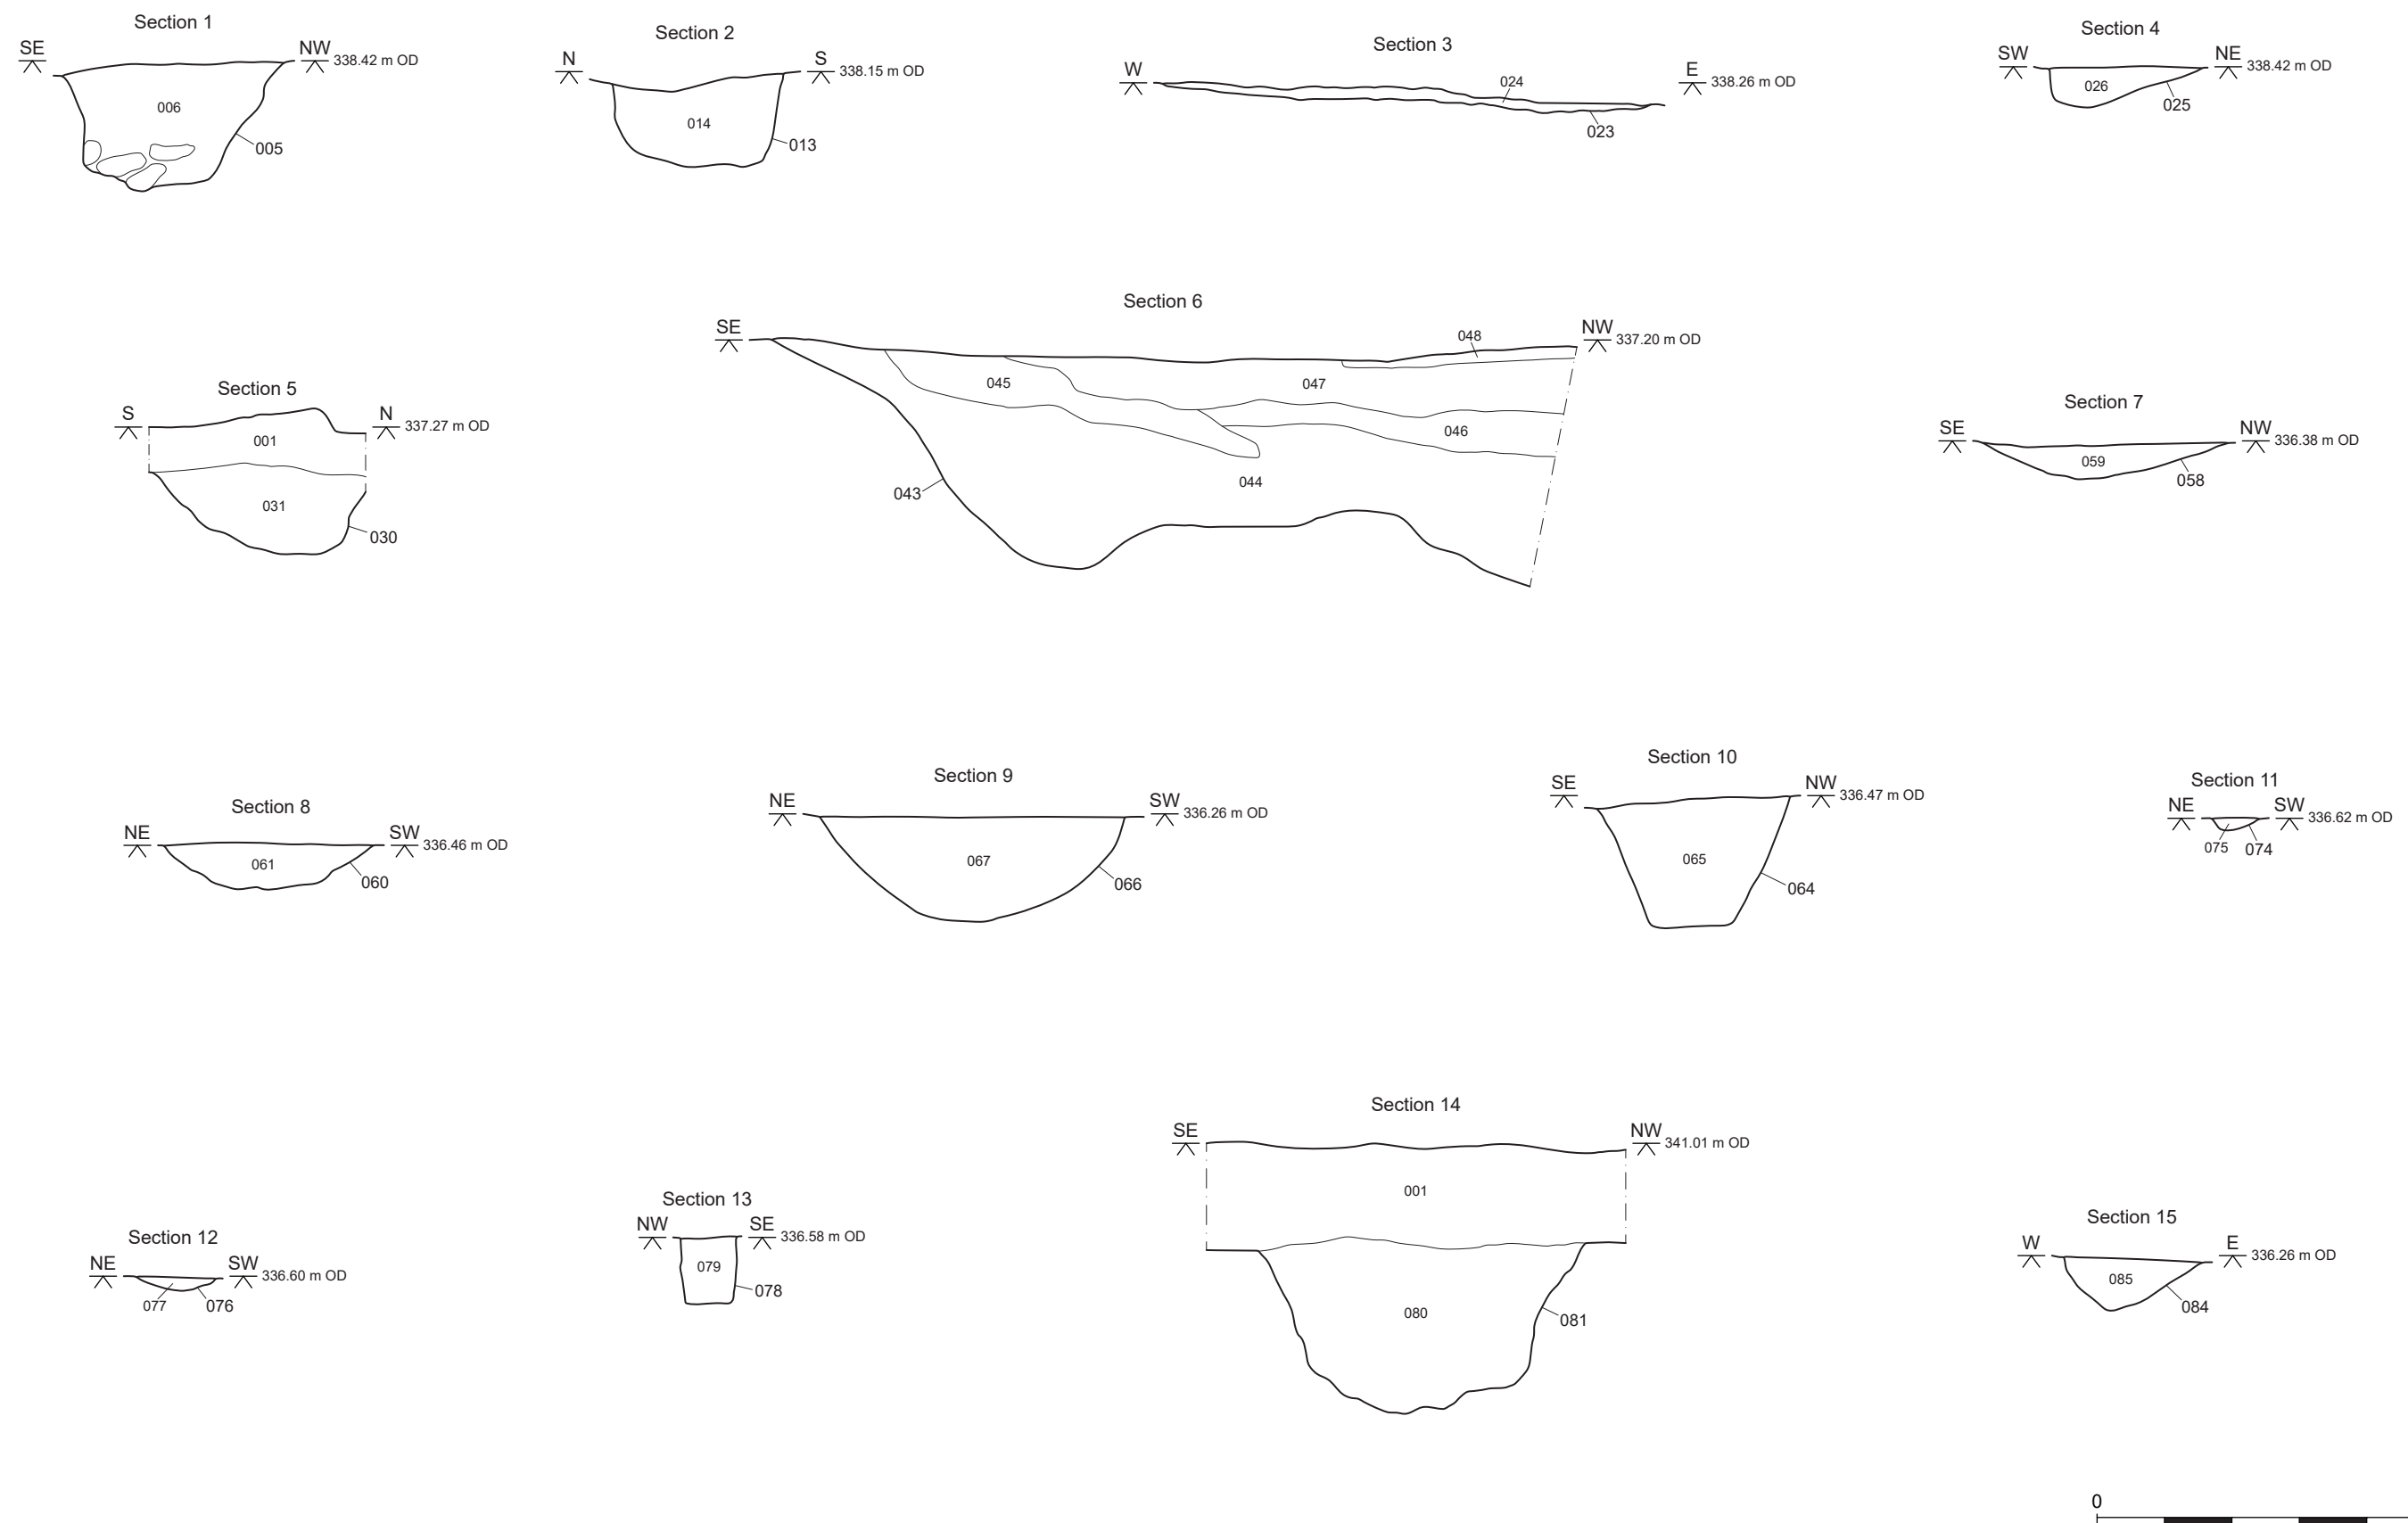 Section 1
SE
NW 338.42 m OD
006
005
Section 2
N
S 338.15 m OD
014
013
Section 3
W
E 338.26 m OD
024
023
Section 4
SW
NE 338.42 m OD
026
025
Section 5
S
N 337.27 m OD
001
031
030
Section 6
SE
NW 337.20 m OD
048
045
047
046
044
043
Section 7
SE
NW 336.38 m OD
059
058
Section 8
NE
SW 336.46 m OD
061
060
Section 9
NE
SW 336.26 m OD
067
066
Section 10
SE
NW 336.47 m OD
065
064
Section 11
NE
SW 336.62 m OD
075
074
Section 12
NE
SW 336.60 m OD
077
076
Section 13
NW
SE 336.58 m OD
079
078
Section 14
SE
NW 341.01 m OD
001
080
081
Section 15
W
E 336.26 m OD
085
084
0